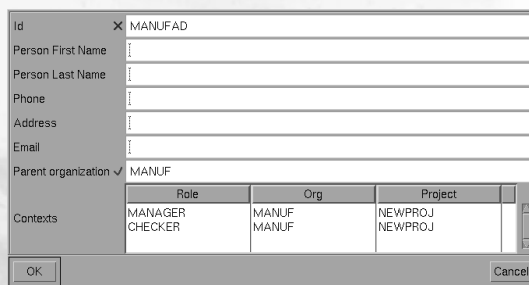 Id MANUFAD
Person First Name
Person Last Name
Phone
Address
Email
Parent organization MANUF
Role Org Project
Contexts
MANAGER MANUF NEWPROJ
CHECKER MANUF NEWPROJ
OK Cancel